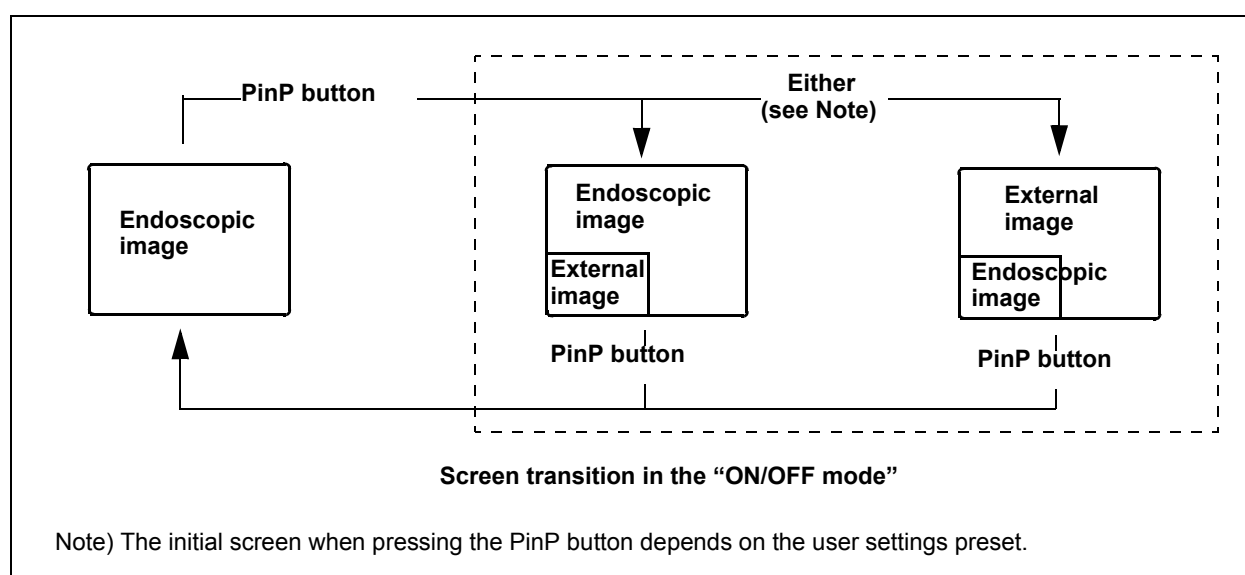 PinP button
Either
(see Note)
Endoscopic
image
Endoscopic
image
External
image
External
image
Endoscopic
image
PinP button
PinP button
Screen transition in the “ON/OFF mode”
Note) The initial screen when pressing the PinP button depends on the user settings preset.